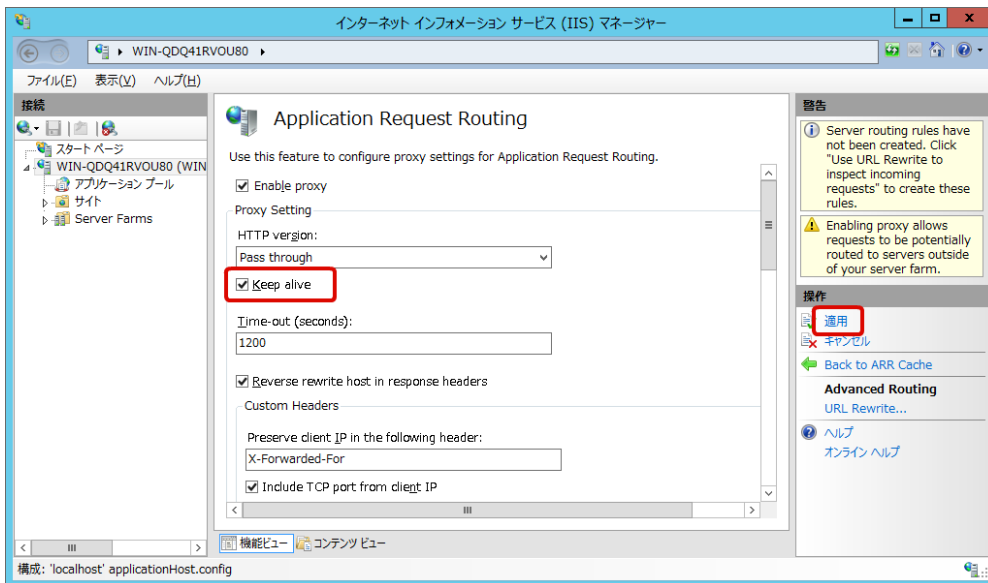 インターネット インフォメーション サービス (IIS) マネージャー
WIN-QDQ41RVOU80
ファイル(F) 表示(V) ヘルプ(H)
接続
スタート ページ
WIN-QDQ41RVOU80 (WIN
アプリケーション プール
サイト
Server Farms
Application Request Routing
Use this feature to configure proxy settings for Application Request Routing.
Enable proxy
Proxy Setting
HTTP version:
Pass through
Keep alive
Time-out (seconds):
1200
Reverse rewrite host in response headers
Custom Headers
Preserve client IP in the following header:
X-Forwarded-For
Include TCP port from client IP
機能ビュー コンテンツ ビュー
警告
Server routing rules have
not been created. Click
"Use URL Rewrite to
inspect incoming
requests" to create these
rules.
Enabling proxy allows
requests to be potentially
routed to servers outside
of your server farm.
操作
適用
キャンセル
Back to ARR Cache
Advanced Routing
URL Rewrite...
ヘルプ
オンライン ヘルプ
構成: 'localhost' applicationHost.config